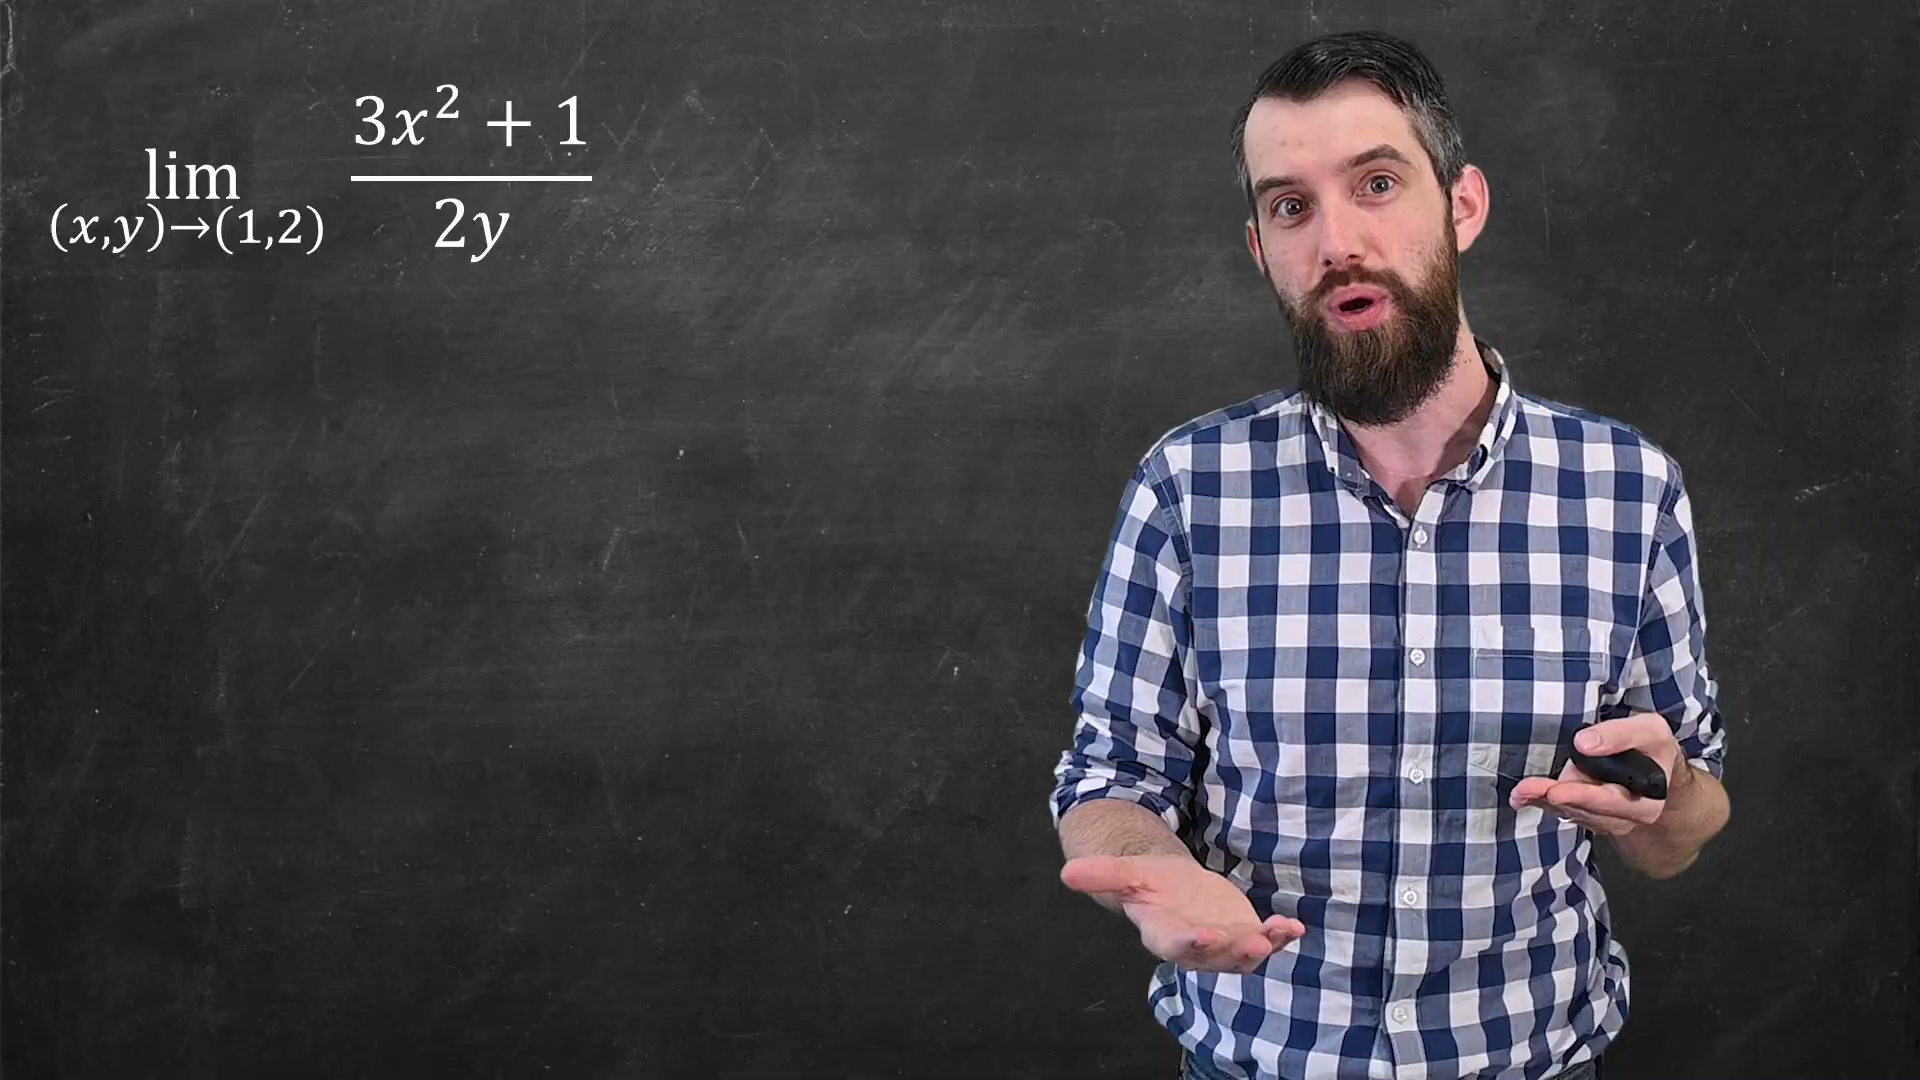 lim (x,y)→(1,2) 3x² + 1 / 2y